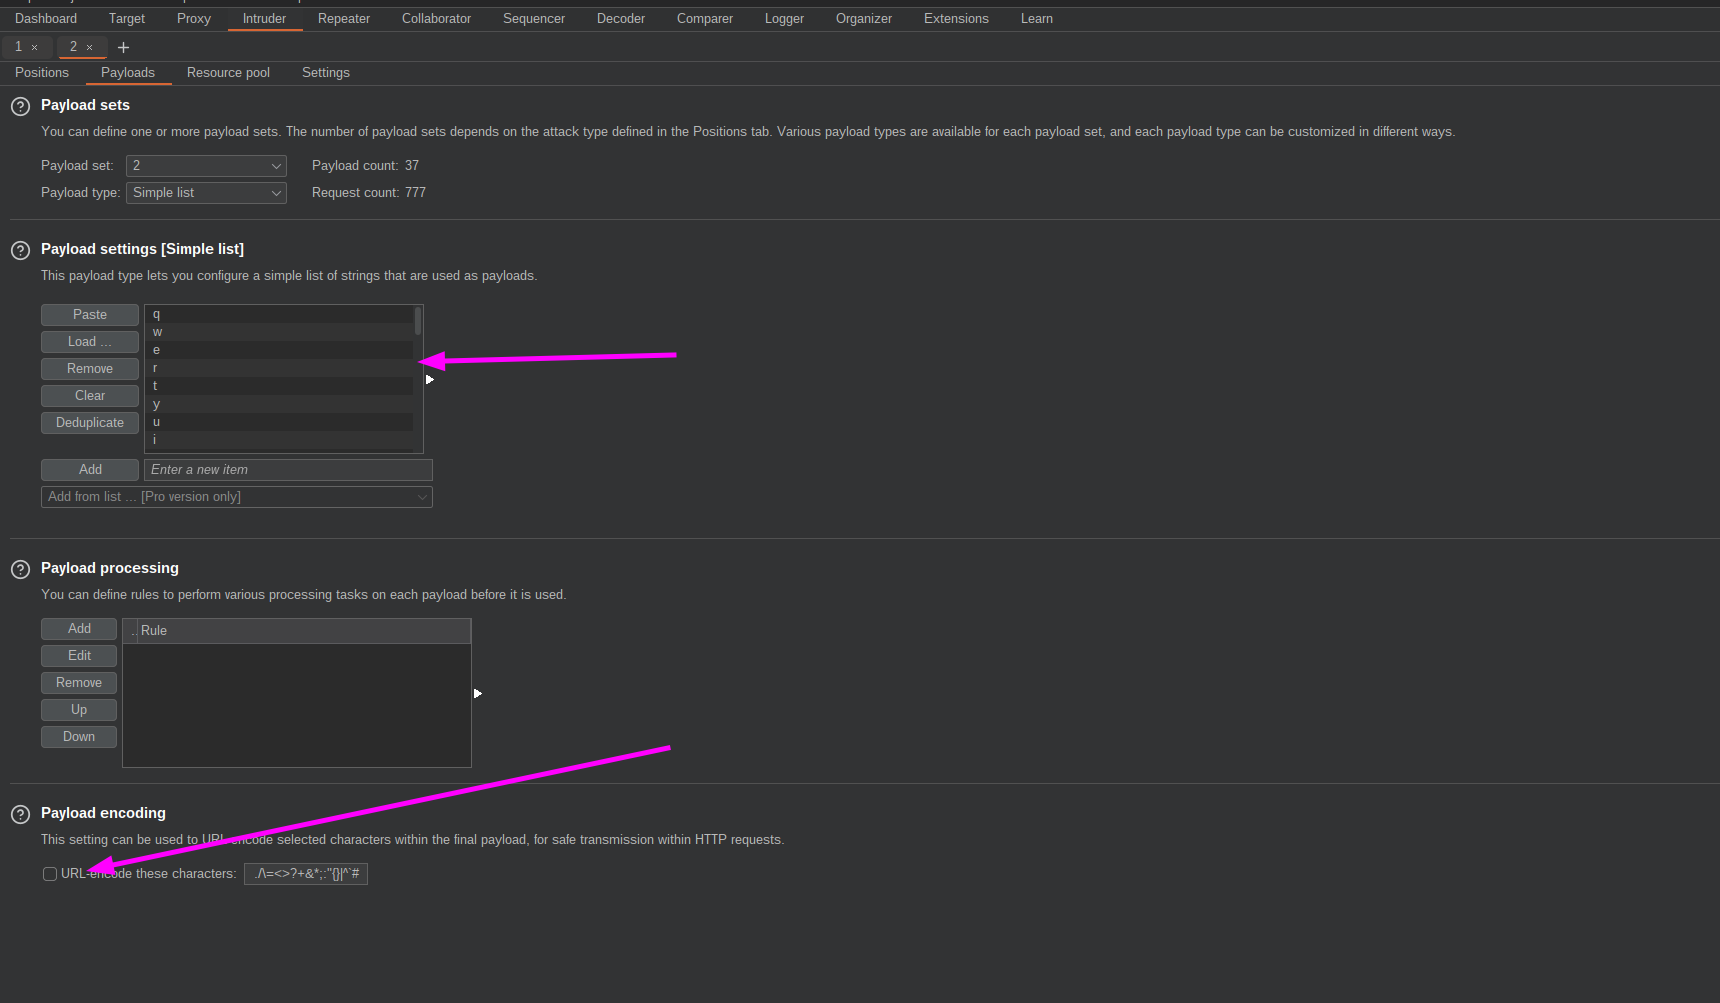 Dashboard Target Proxy Intruder Repeater Collaborator Sequencer Decoder Comparer Logger Organizer Extensions Learn
1 × 2 × +
Positions Payloads Resource pool Settings
? Payload sets
You can define one or more payload sets. The number of payload sets depends on the attack type defined in the Positions tab. Various payload types are available for each payload set, and each payload type can be customized in different ways.
Payload set: 2 Payload count: 37
Payload type: Simple list Request count: 777
? Payload settings [Simple list]
This payload type lets you configure a simple list of strings that are used as payloads.
Paste
Load ...
Remove
Clear
Deduplicate
q
w
e
r
t
y
u
i
Add Enter a new item
Add from list ... [Pro version only]
? Payload processing
You can define rules to perform various processing tasks on each payload before it is used.
Add
Edit
Remove
Up
Down
.. Rule
? Payload encoding
This setting can be used to URL-encode selected characters within the final payload, for safe transmission within HTTP requests.
URL-encode these characters: ./\=<>?+&*;:"{}|^`#